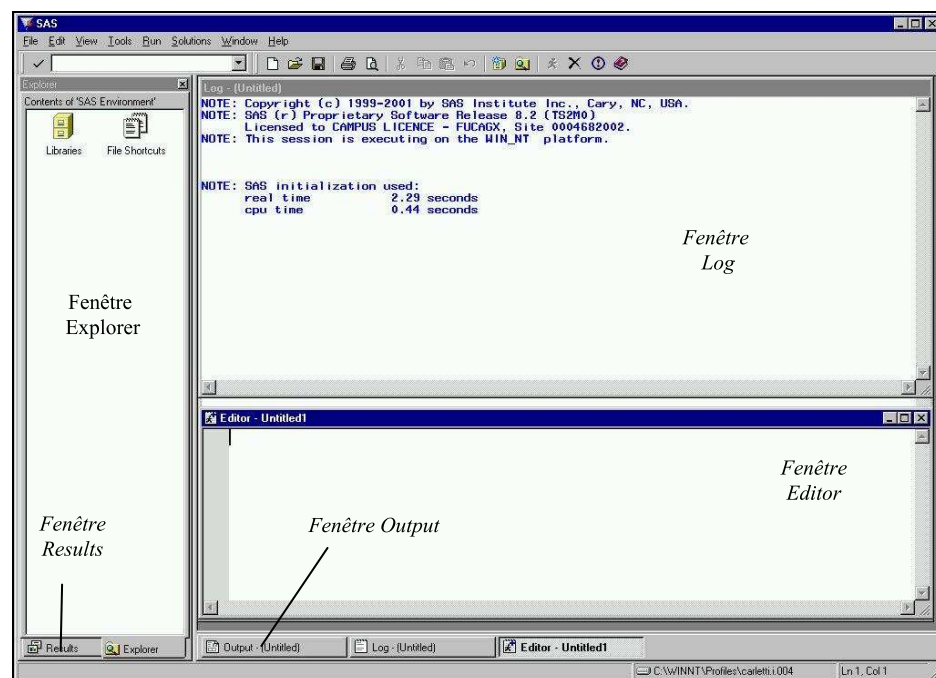 SAS
File Edit View Tools Run Solutions Window Help
Explorer
Contents of 'SAS Environment'
Libraries File Shortcuts
Fenêtre
Explorer
Fenêtre
Results
Results Explorer
Log - (Untitled)
NOTE: Copyright (c) 1999-2001 by SAS Institute Inc., Cary, NC, USA.
NOTE: SAS (r) Proprietary Software Release 8.2 (TS2M0)
Licensed to CAMPUS LICENCE - FUCAGX, Site 0004682002.
NOTE: This session is executing on the WIN_NT platform.
NOTE: SAS initialization used:
real time 2.29 seconds
cpu time 0.44 seconds
Fenêtre
Log
Editor - Untitled1
Fenêtre
Editor
Fenêtre Output
Output - (Untitled) Log - (Untitled) Editor - Untitled1
C:\WINNT\Profiles\carletti.i.004 Ln 1, Col 1